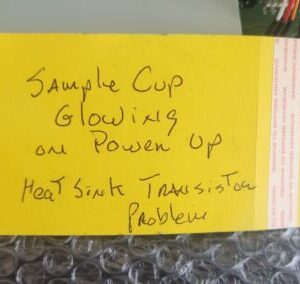 Sample Cup
Glowing
on Power Up
Heat Sink Transistor
Problem